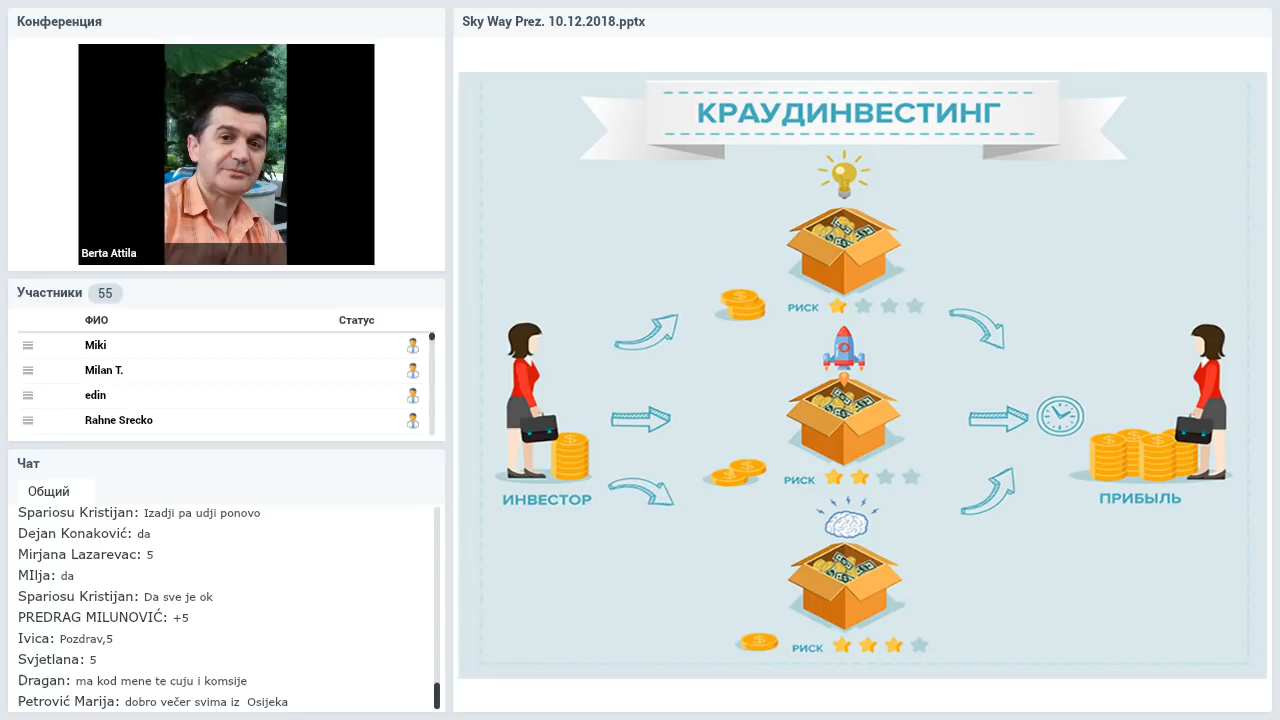 Конференция
Berta Attila
Участники 55
ФИО Статус
Miki
Milan T.
edin
Rahne Srecko
Чат
Общий
Spariosu Kristijan: Izadji pa udji ponovo
Dejan Konaković: da
Mirjana Lazarevac: 5
MIlja: da
Spariosu Kristijan: Da sve je ok
PREDRAG MILUNOVIĆ: +5
Ivica: Pozdrav,5
Svjetlana: 5
Dragan: ma kod mene te cuju i komsije
Petrović Marija: dobro večer svima iz Osijeka
Sky Way Prez. 10.12.2018.pptx
КРАУДИНВЕСТИНГ
РИСК
ИНВЕСТОР
РИСК
ПРИБЫЛЬ
РИСК